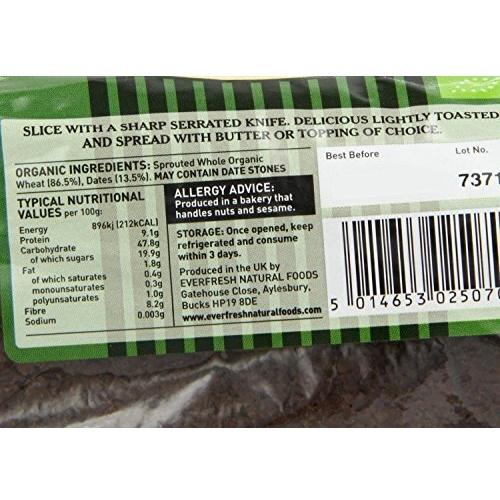 SLICE WITH A SHARP SERRATED KNIFE. DELICIOUS LIGHTLY TOASTED
AND SPREAD WITH BUTTER OR TOPPING OF CHOICE.
ORGANIC INGREDIENTS: Sprouted Whole Organic
Wheat (86.5%), Dates (13.5%). MAY CONTAIN DATE STONES
TYPICAL NUTRITIONAL
VALUES per 100g:
Energy 896kj (212kCAL)
Protein 9.1g
Carbohydrate 47.8g
of which sugars 19.9g
Fat 1.8g
of which saturates 0.4g
monounsaturates 0.3g
polyunsaturates 1.0g
Fibre 8.2g
Sodium 0.003g
ALLERGY ADVICE:
Produced in a bakery that
handles nuts and sesame.
STORAGE: Once opened, keep
refrigerated and consume
within 3 days.
Produced in the UK by
EVERFRESH NATURAL FOODS
Gatehouse Close, Aylesbury,
Bucks HP19 8DE
www.everfreshnaturalfoods.com
Best Before Lot No.
7371
5 014653 02507